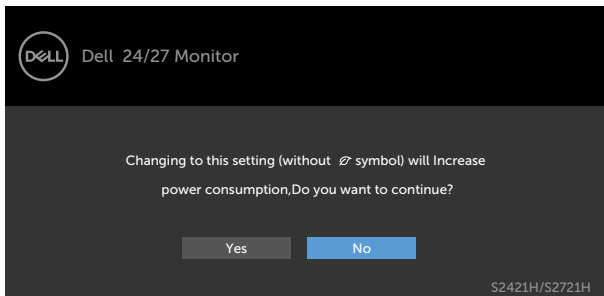 DELL
Dell 24/27 Monitor
Changing to this setting (without symbol) will Increase
power consumption,Do you want to continue?
Yes
No
S2421H/S2721H